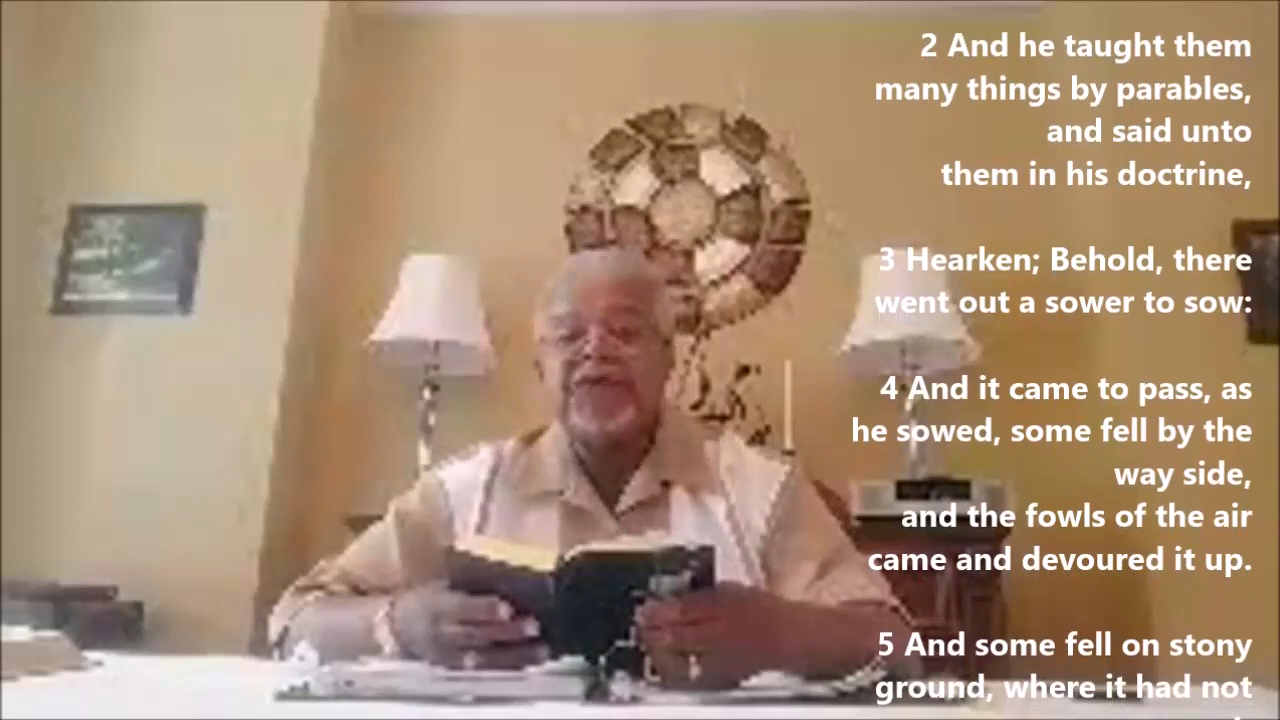 2 And he taught them
many things by parables,
and said unto
them in his doctrine,
3 Hearken; Behold, there
went out a sower to sow:
4 And it came to pass, as
he sowed, some fell by the
way side,
and the fowls of the air
came and devoured it up.
5 And some fell on stony
ground, where it had not